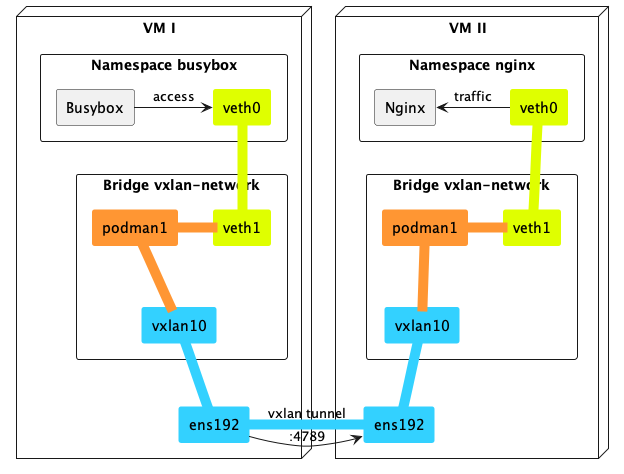 VM I
VM II
Namespace busybox
Busybox
access
veth0
Namespace nginx
Nginx
traffic
veth0
Bridge vxlan-network
podman1
veth1
vxlan10
Bridge vxlan-network
podman1
veth1
vxlan10
ens192
vxlan tunnel
:4789
ens192